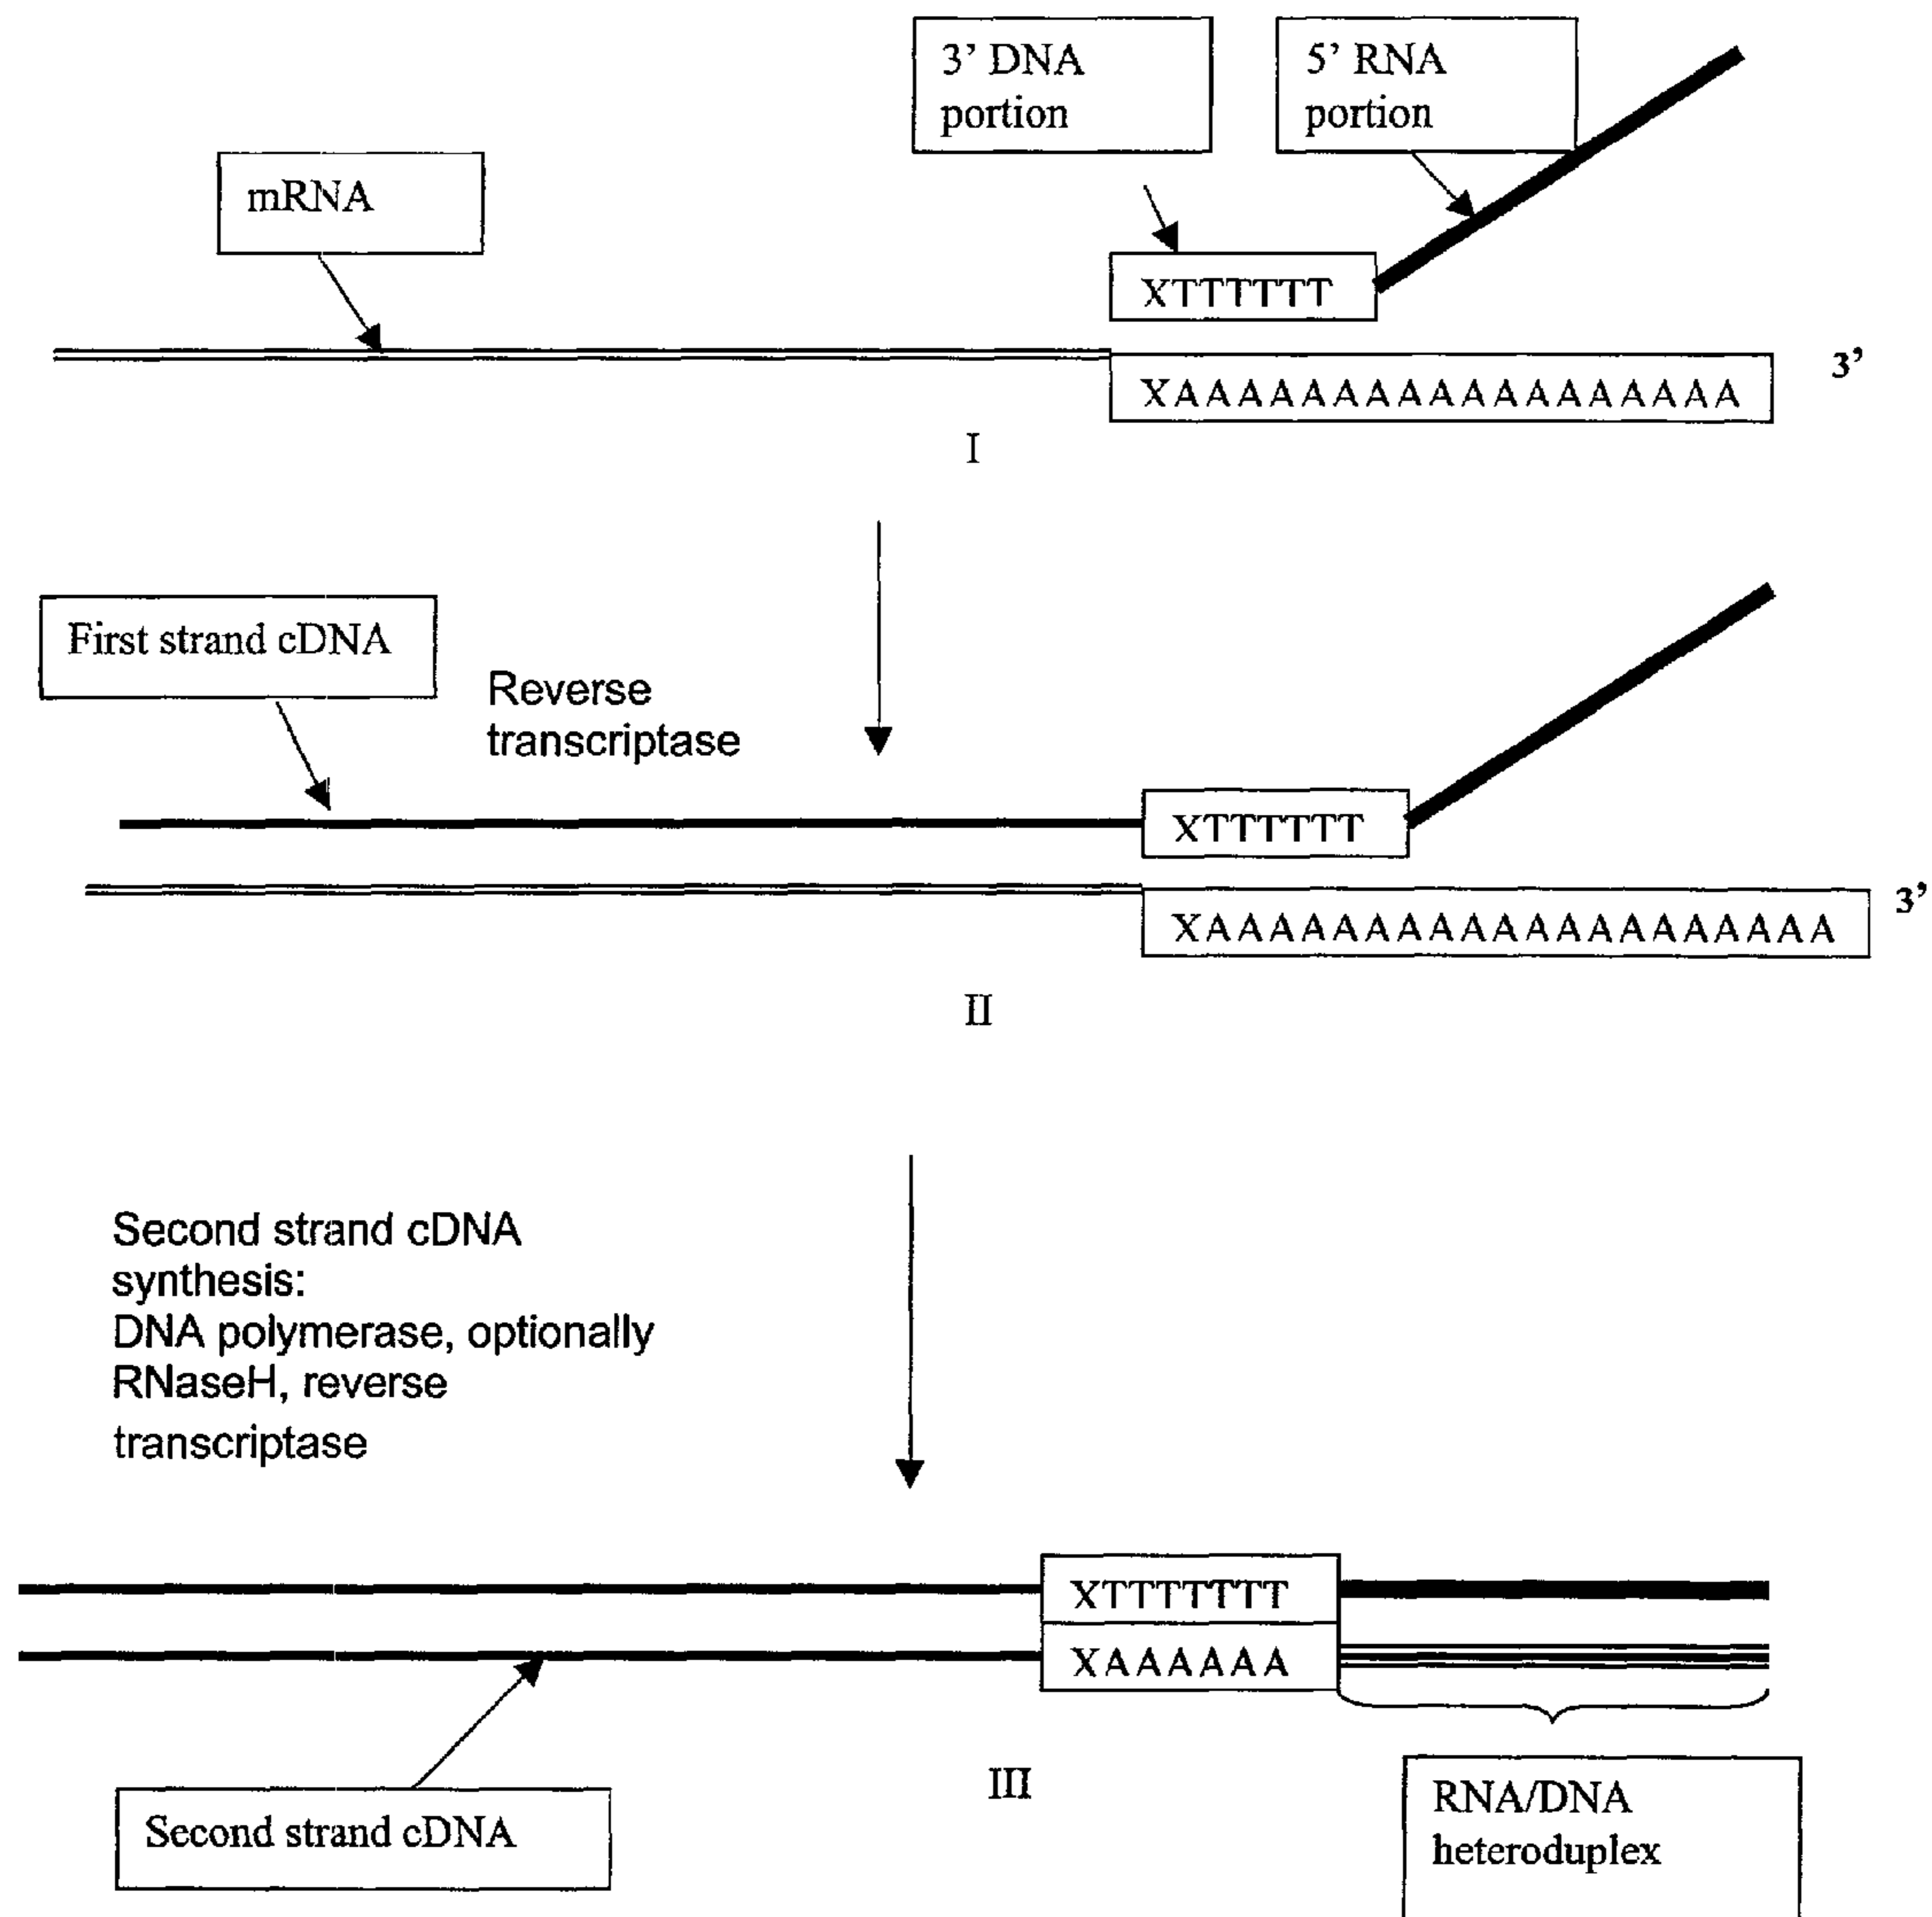 3’ DNA
portion
5’ RNA
portion
mRNA
XTTTTTT
3’
XAAAAAAAAAAAAAAAAAA
I
First strand cDNA
Reverse
transcriptase
XTTTTTT
3’
XAAAAAAAAAAAAAAAAAAAA
II
Second strand cDNA
synthesis:
DNA polymerase, optionally
RNaseH, reverse
transcriptase
XTTTTTTT
XAAAAAA
III
Second strand cDNA
RNA/DNA
heteroduplex